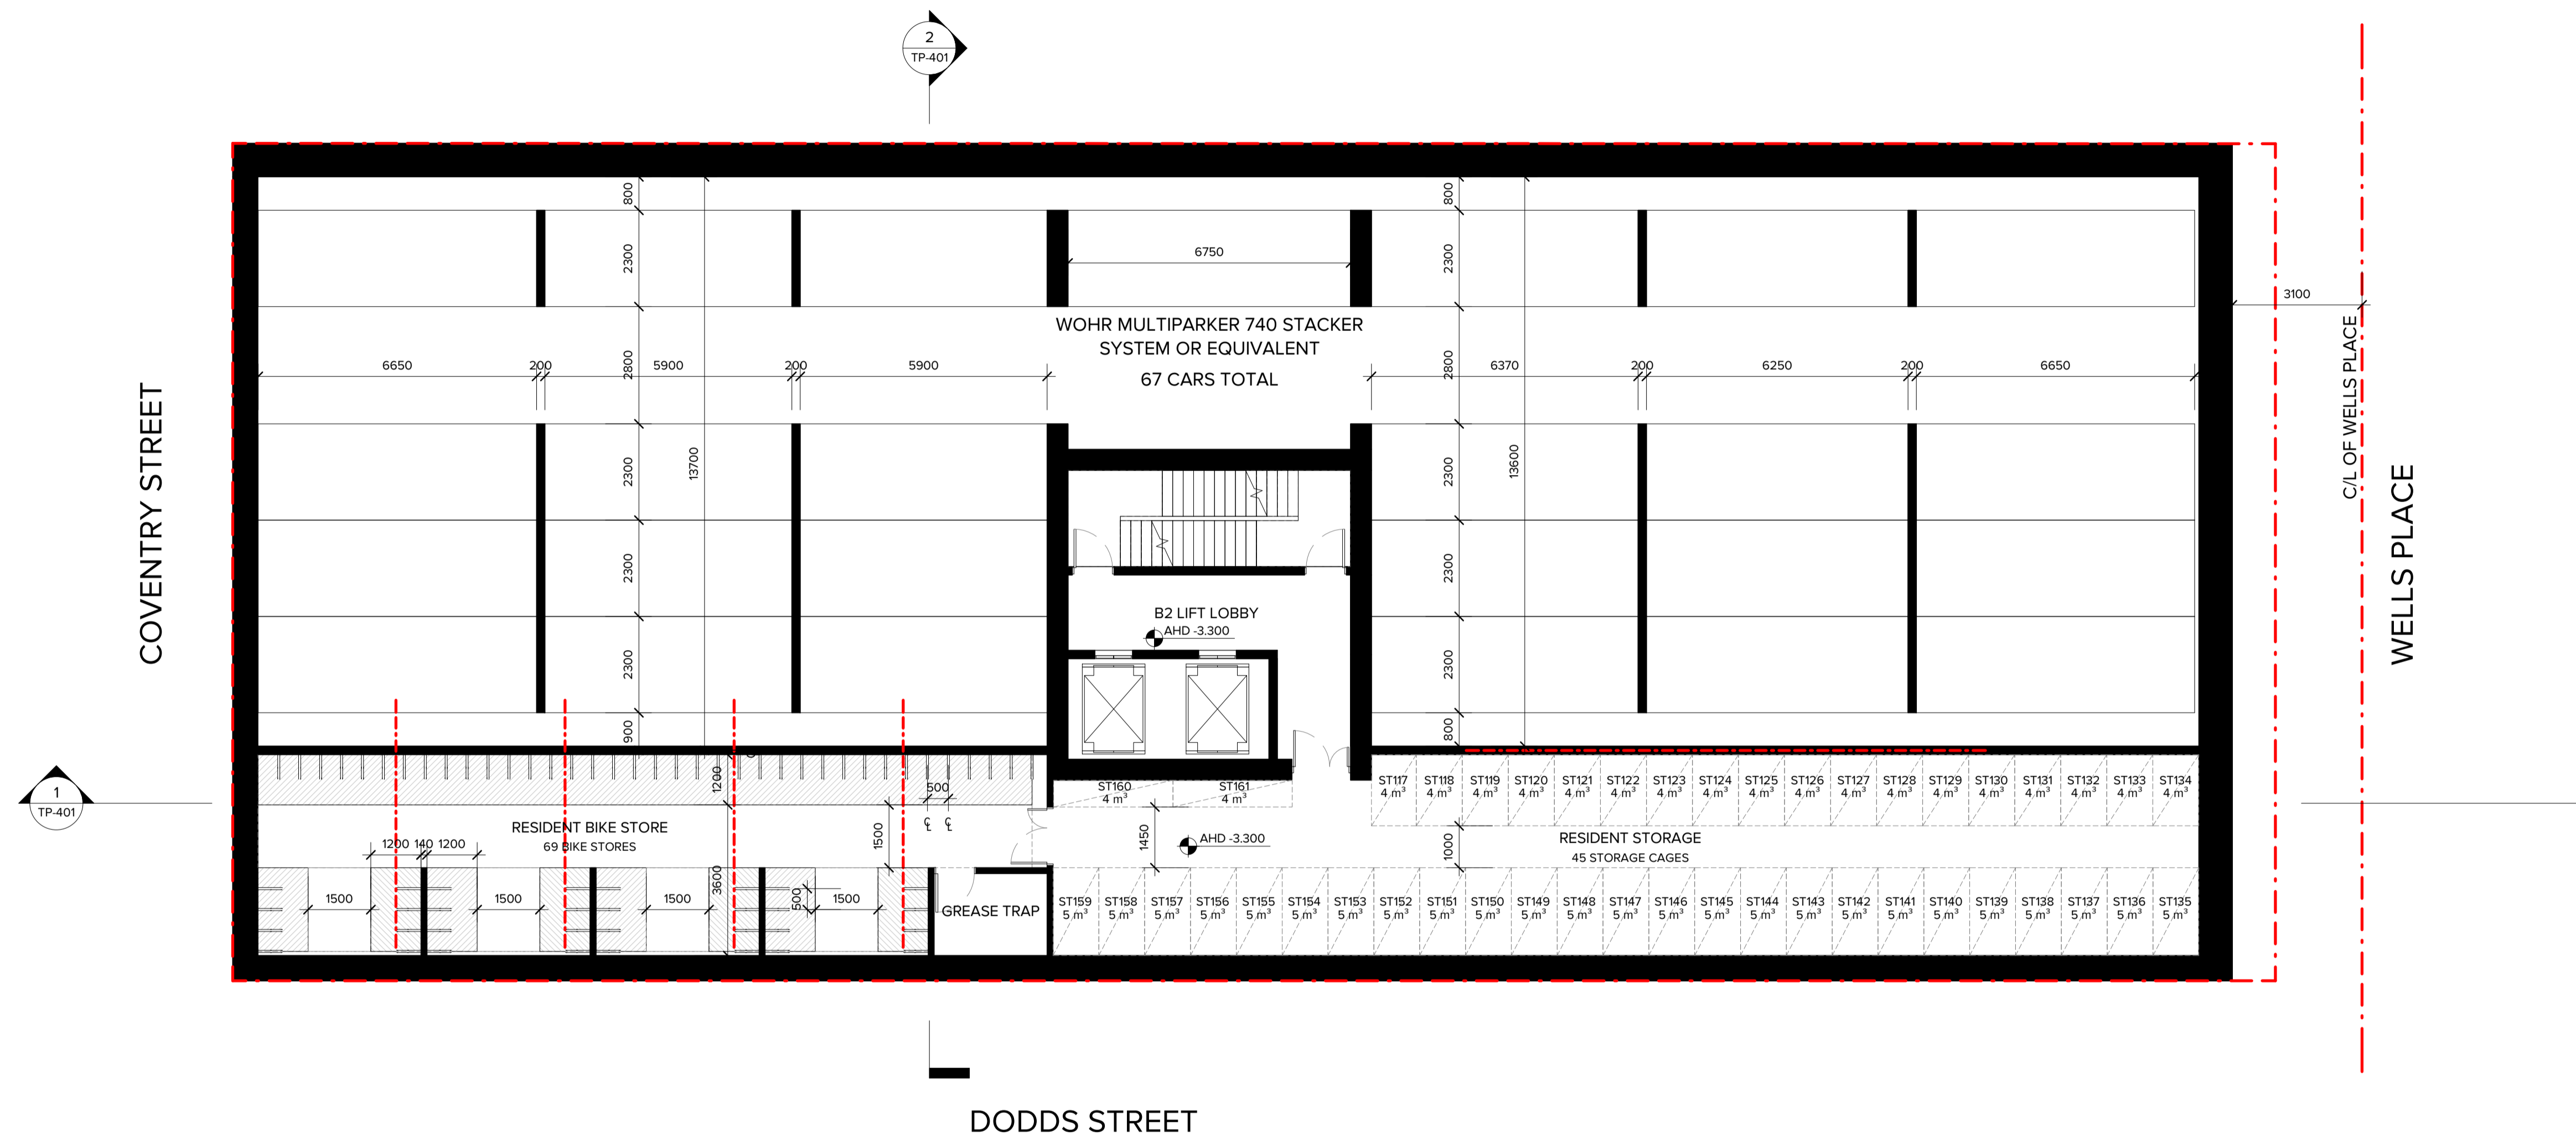 2
TP-401
800
2300
6750
800
2300
3100
WOHR MULTIPARKER 740 STACKER
SYSTEM OR EQUIVALENT
67 CARS TOTAL
6650
200
5900
200
5900
2800
2800
6370
200
6250
200
6650
C/L OF WELLS PLACE
COVENTRY STREET
WELLS PLACE
2300
13700
2300
13600
2300
2300
B2 LIFT LOBBY
AHD -3.300
2300
2300
900
800
1
TP-401
1200
500
℄ ℄
RESIDENT BIKE STORE
69 BIKE STORES
1200 140 1200
1500
3600
1500
1500
1500
500
1500
GREASE TRAP
ST160
4 m³
ST161
4 m³
1450
AHD -3.300
ST117 ST118 ST119 ST120 ST121 ST122 ST123 ST124 ST125 ST126 ST127 ST128 ST129 ST130 ST131 ST132 ST133 ST134
4 m³ 4 m³ 4 m³ 4 m³ 4 m³ 4 m³ 4 m³ 4 m³ 4 m³ 4 m³ 4 m³ 4 m³ 4 m³ 4 m³ 4 m³ 4 m³ 4 m³ 4 m³
1000
RESIDENT STORAGE
45 STORAGE CAGES
ST159 ST158 ST157 ST156 ST155 ST154 ST153 ST152 ST151 ST150 ST149 ST148 ST147 ST146 ST145 ST144 ST143 ST142 ST141 ST140 ST139 ST138 ST137 ST136 ST135
5 m³ 5 m³ 5 m³ 5 m³ 5 m³ 5 m³ 5 m³ 5 m³ 5 m³ 5 m³ 5 m³ 5 m³ 5 m³ 5 m³ 5 m³ 5 m³ 5 m³ 5 m³ 5 m³ 5 m³ 5 m³ 5 m³ 5 m³ 5 m³ 5 m³
DODDS STREET